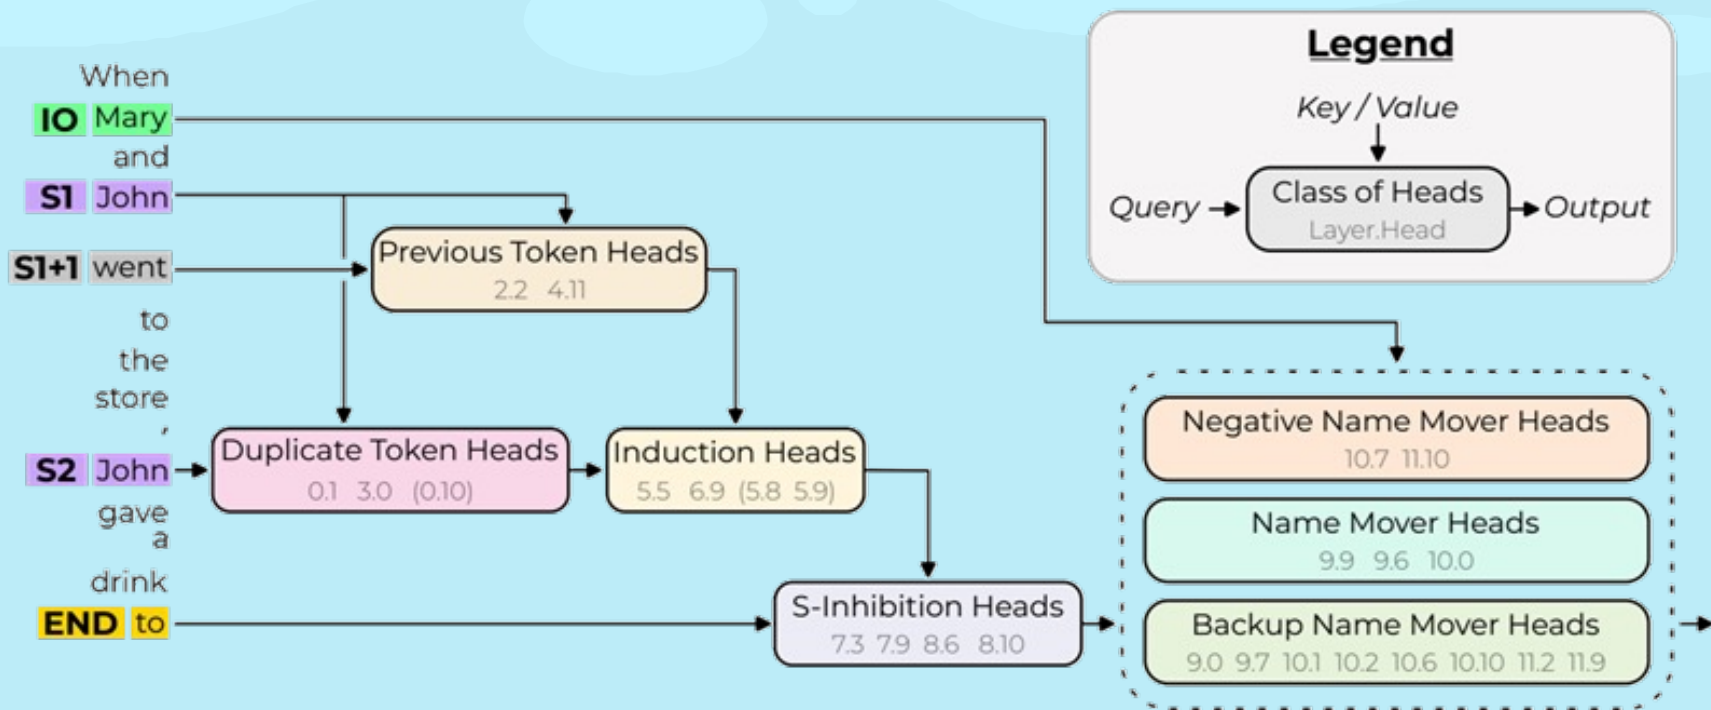 When
IO Mary
and
S1 John
S1+1 went
to
the
store
,
S2 John
gave
a
drink
END to
Previous Token Heads
2.2 4.11
Duplicate Token Heads
0.1 3.0 (0.10)
Induction Heads
5.5 6.9 (5.8 5.9)
S-Inhibition Heads
7.3 7.9 8.6 8.10
Legend
Key / Value
Query
Class of Heads
Layer.Head
Output
Negative Name Mover Heads
10.7 11.10
Name Mover Heads
9.9 9.6 10.0
Backup Name Mover Heads
9.0 9.7 10.1 10.2 10.6 10.10 11.2 11.9